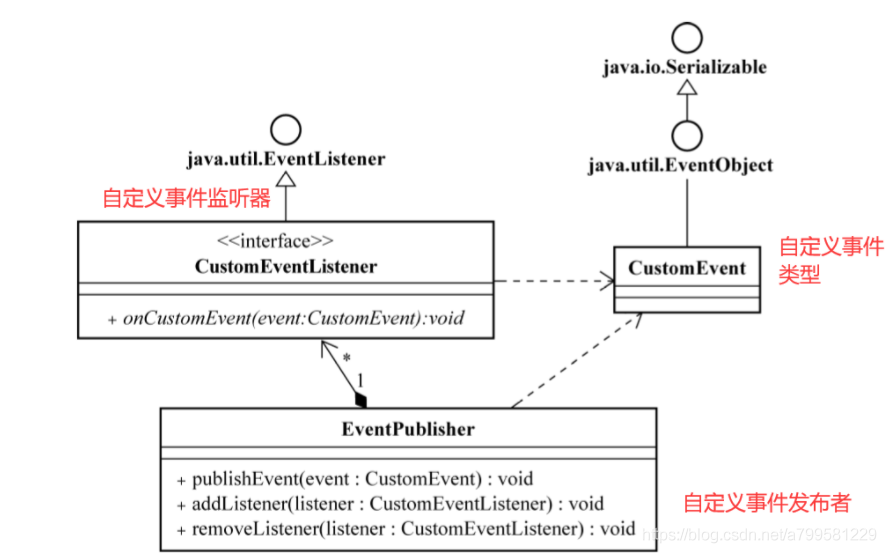 java.io.Serializable
java.util.EventListener
java.util.EventObject
自定义事件监听器
<<interface>>
CustomEventListener
+ onCustomEvent(event:CustomEvent):void
CustomEvent
自定义事件
类型
*
1
EventPublisher
+ publishEvent(event : CustomEvent) : void
+ addListener(listener : CustomEventListener) : void
+ removeListener(listener : CustomEventListener) : void
自定义事件发布者
https://blog.csdn.net/a799581229